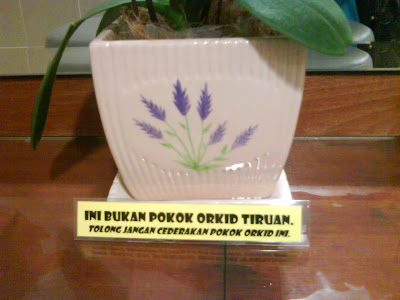 INI BUKAN POKOK ORKID TIRUAN.
TOLONG JANGAN CEDERAKAN POKOK ORKID INI.